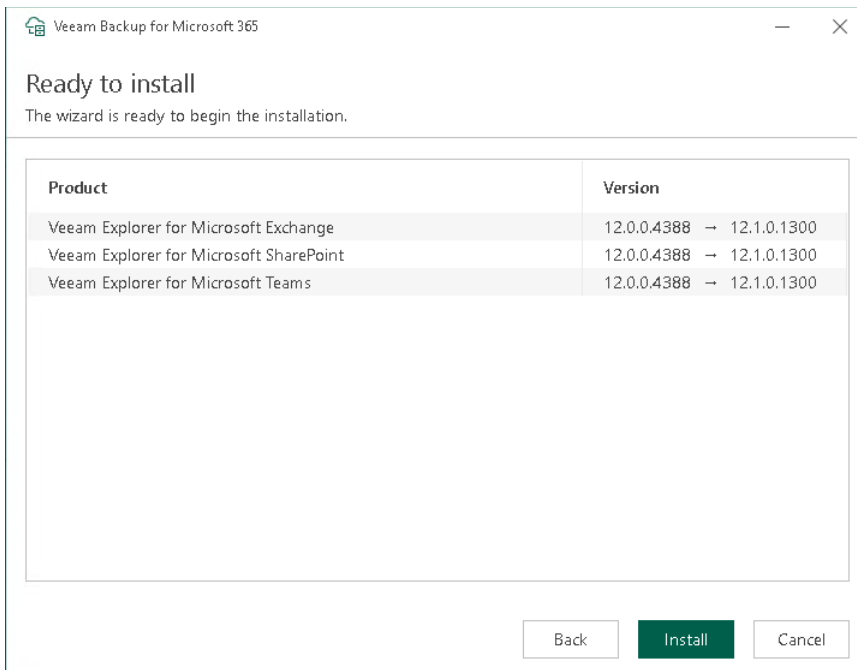 Veeam Backup for Microsoft 365
Ready to install
The wizard is ready to begin the installation.
Product Version
Veeam Explorer for Microsoft Exchange 12.0.0.4388 → 12.1.0.1300
Veeam Explorer for Microsoft SharePoint 12.0.0.4388 → 12.1.0.1300
Veeam Explorer for Microsoft Teams 12.0.0.4388 → 12.1.0.1300
Back Install Cancel